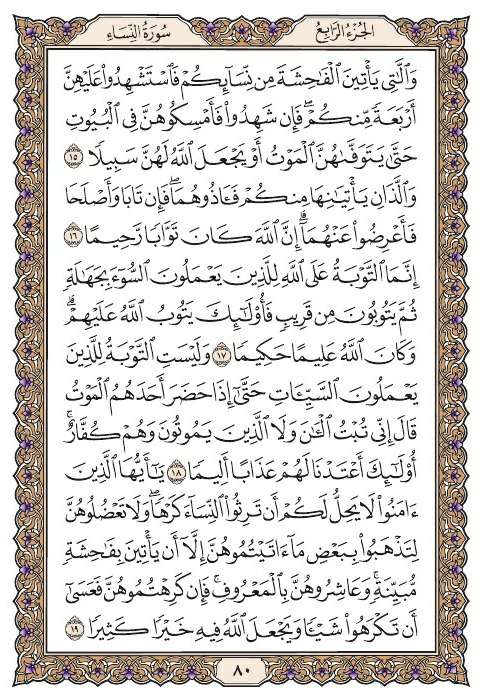 الجزء الرابع
سورة النساء
وَٱلَّٰتِي يَأۡتِينَ ٱلۡفَٰحِشَةَ مِن نِّسَآئِكُمۡ فَٱسۡتَشۡهِدُواْ عَلَيۡهِنَّ
أَرۡبَعَةٗ مِّنكُمۡۖ فَإِن شَهِدُواْ فَأَمۡسِكُوهُنَّ فِي ٱلۡبُيُوتِ
حَتَّىٰ يَتَوَفَّىٰهُنَّ ٱلۡمَوۡتُ أَوۡ يَجۡعَلَ ٱللَّهُ لَهُنَّ سَبِيلٗا ١٥
وَٱلَّذَانِ يَأۡتِيَٰنِهَا مِنكُمۡ فَـَٔاذُوهُمَاۖ فَإِن تَابَا وَأَصۡلَحَا
فَأَعۡرِضُواْ عَنۡهُمَآۗ إِنَّ ٱللَّهَ كَانَ تَوَّابٗا رَّحِيمًا ١٦
إِنَّمَا ٱلتَّوۡبَةُ عَلَى ٱللَّهِ لِلَّذِينَ يَعۡمَلُونَ ٱلسُّوٓءَ بِجَهَٰلَةٖ
ثُمَّ يَتُوبُونَ مِن قَرِيبٖ فَأُوْلَٰٓئِكَ يَتُوبُ ٱللَّهُ عَلَيۡهِمۡۗ
وَكَانَ ٱللَّهُ عَلِيمًا حَكِيمٗا ١٧ وَلَيۡسَتِ ٱلتَّوۡبَةُ لِلَّذِينَ
يَعۡمَلُونَ ٱلسَّيِّـَٔاتِ حَتَّىٰٓ إِذَا حَضَرَ أَحَدَهُمُ ٱلۡمَوۡتُ
قَالَ إِنِّي تُبۡتُ ٱلۡـَٰٔنَ وَلَا ٱلَّذِينَ يَمُوتُونَ وَهُمۡ كُفَّارٌۚ
أُوْلَٰٓئِكَ أَعۡتَدۡنَا لَهُمۡ عَذَابًا أَلِيمٗا ١٨ يَٰٓأَيُّهَا ٱلَّذِينَ
ءَامَنُواْ لَا يَحِلُّ لَكُمۡ أَن تَرِثُواْ ٱلنِّسَآءَ كَرۡهٗاۖ وَلَا تَعۡضُلُوهُنَّ
لِتَذۡهَبُواْ بِبَعۡضِ مَآ ءَاتَيۡتُمُوهُنَّ إِلَّآ أَن يَأۡتِينَ بِفَٰحِشَةٖ
مُّبَيِّنَةٖۚ وَعَاشِرُوهُنَّ بِٱلۡمَعۡرُوفِۚ فَإِن كَرِهۡتُمُوهُنَّ فَعَسَىٰٓ
أَن تَكۡرَهُواْ شَيۡـٔٗا وَيَجۡعَلَ ٱللَّهُ فِيهِ خَيۡرٗا كَثِيرٗا ١٩
٨٠